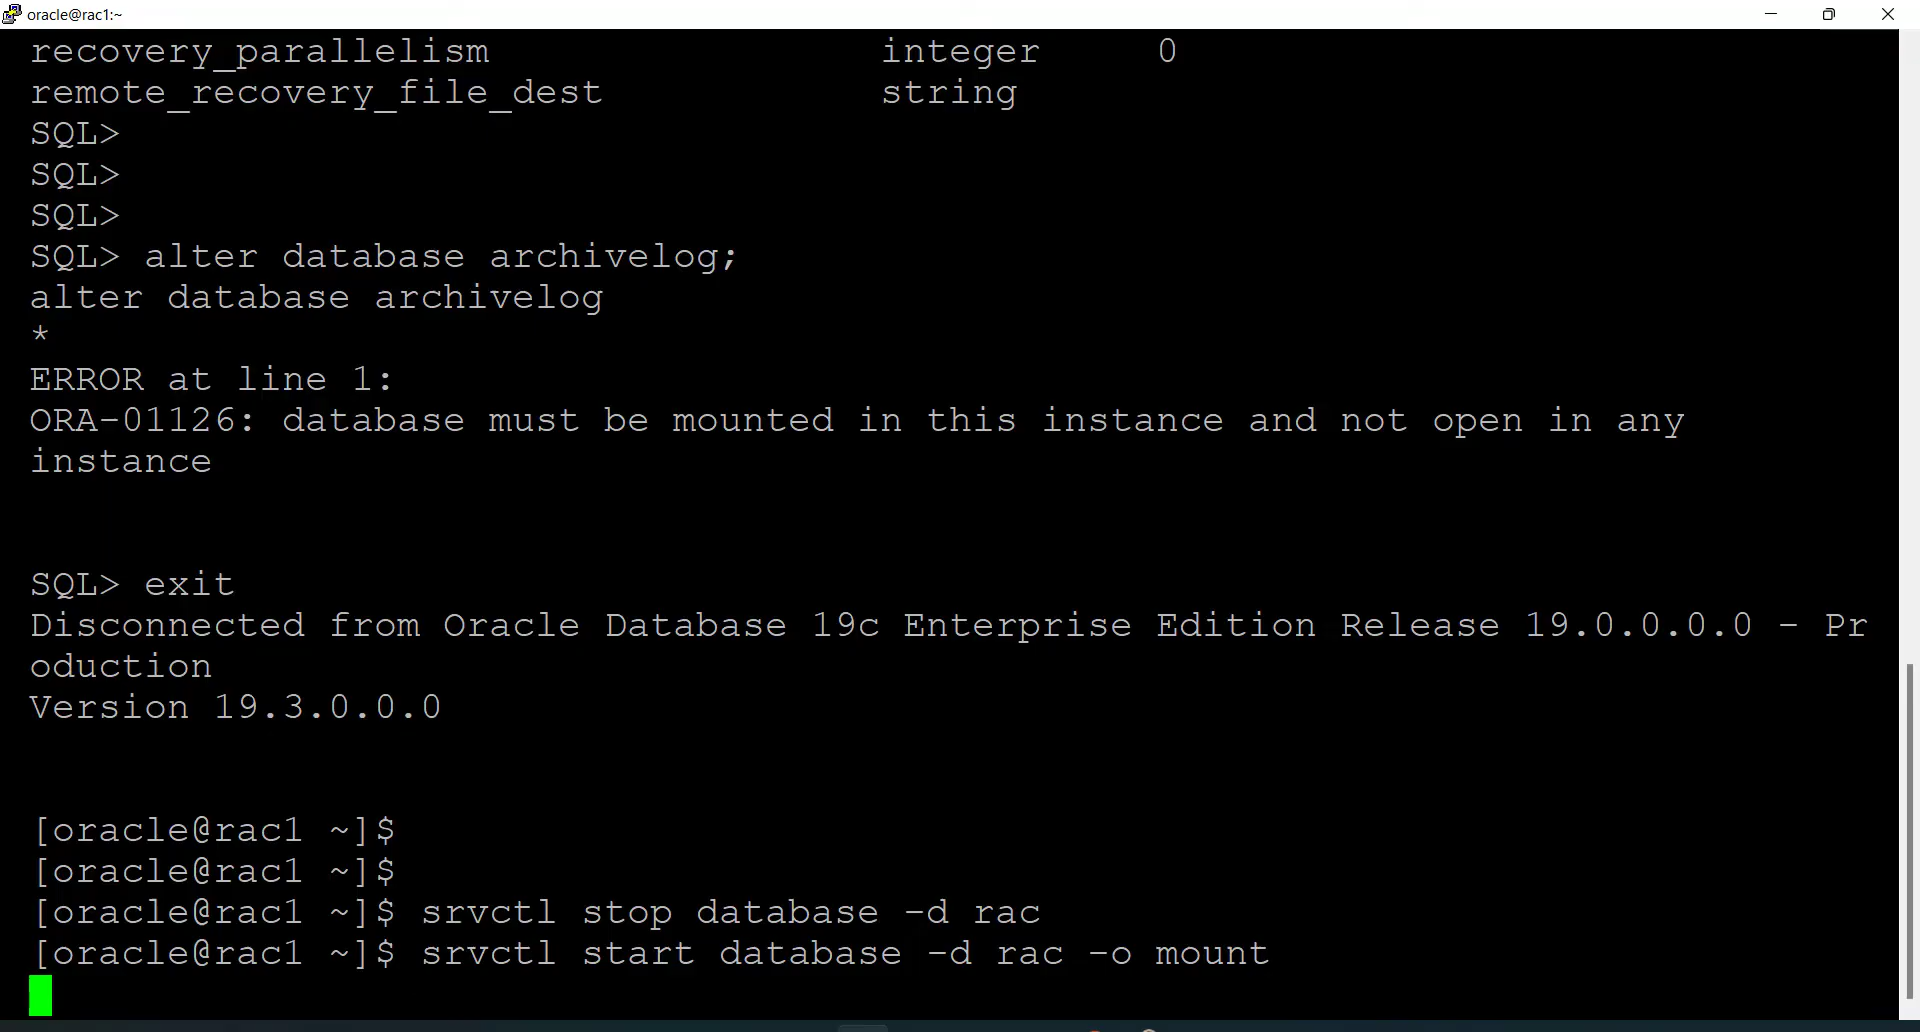 oracle@rac1:~
recovery_parallelism integer 0
remote_recovery_file_dest string
SQL>
SQL>
SQL>
SQL> alter database archivelog;
alter database archivelog
*
ERROR at line 1:
ORA-01126: database must be mounted in this instance and not open in any
instance
SQL> exit
Disconnected from Oracle Database 19c Enterprise Edition Release 19.0.0.0.0 - Pr
oduction
Version 19.3.0.0.0
[oracle@rac1 ~]$
[oracle@rac1 ~]$
[oracle@rac1 ~]$ srvctl stop database -d rac
[oracle@rac1 ~]$ srvctl start database -d rac -o mount